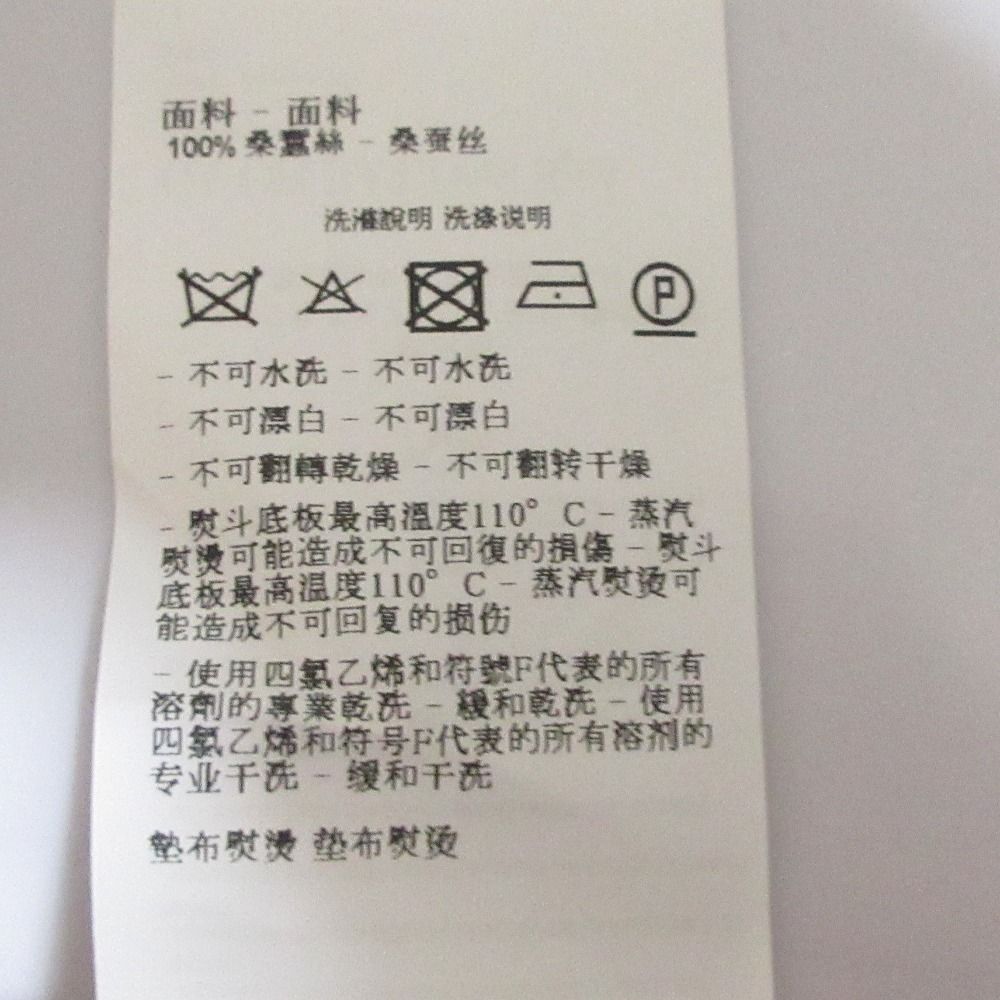 面料 - 面料
100% 桑蠶絲 - 桑蚕丝
洗滌說明 洗涤说明
P
- 不可水洗 - 不可水洗
- 不可漂白 - 不可漂白
- 不可翻轉乾燥 - 不可翻转干燥
- 熨斗底板最高溫度110° C - 蒸汽
熨燙可能造成不可回復的損傷 - 熨斗
底板最高温度110° C - 蒸汽熨烫可
能造成不可回复的损伤
- 使用四氯乙烯和符號F代表的所有
溶劑的專業乾洗 - 緩和乾洗 - 使用
四氯乙烯和符号F代表的所有溶剂的
专业干洗 - 缓和干洗
墊布熨燙 垫布熨烫